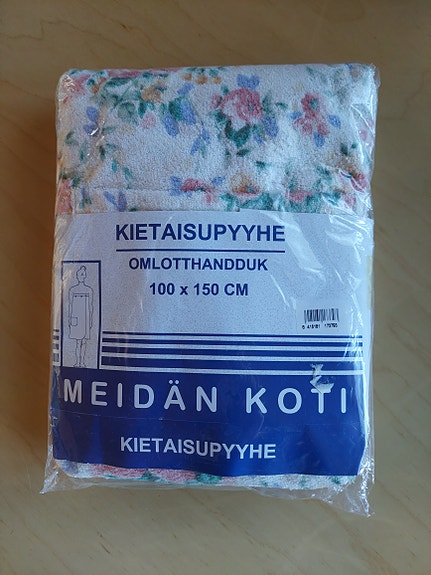 KIETAISUPYYHE
OMLOTTHANDDUK
100 x 150 CM
MEIDÄN KOTI
KIETAISUPYYHE